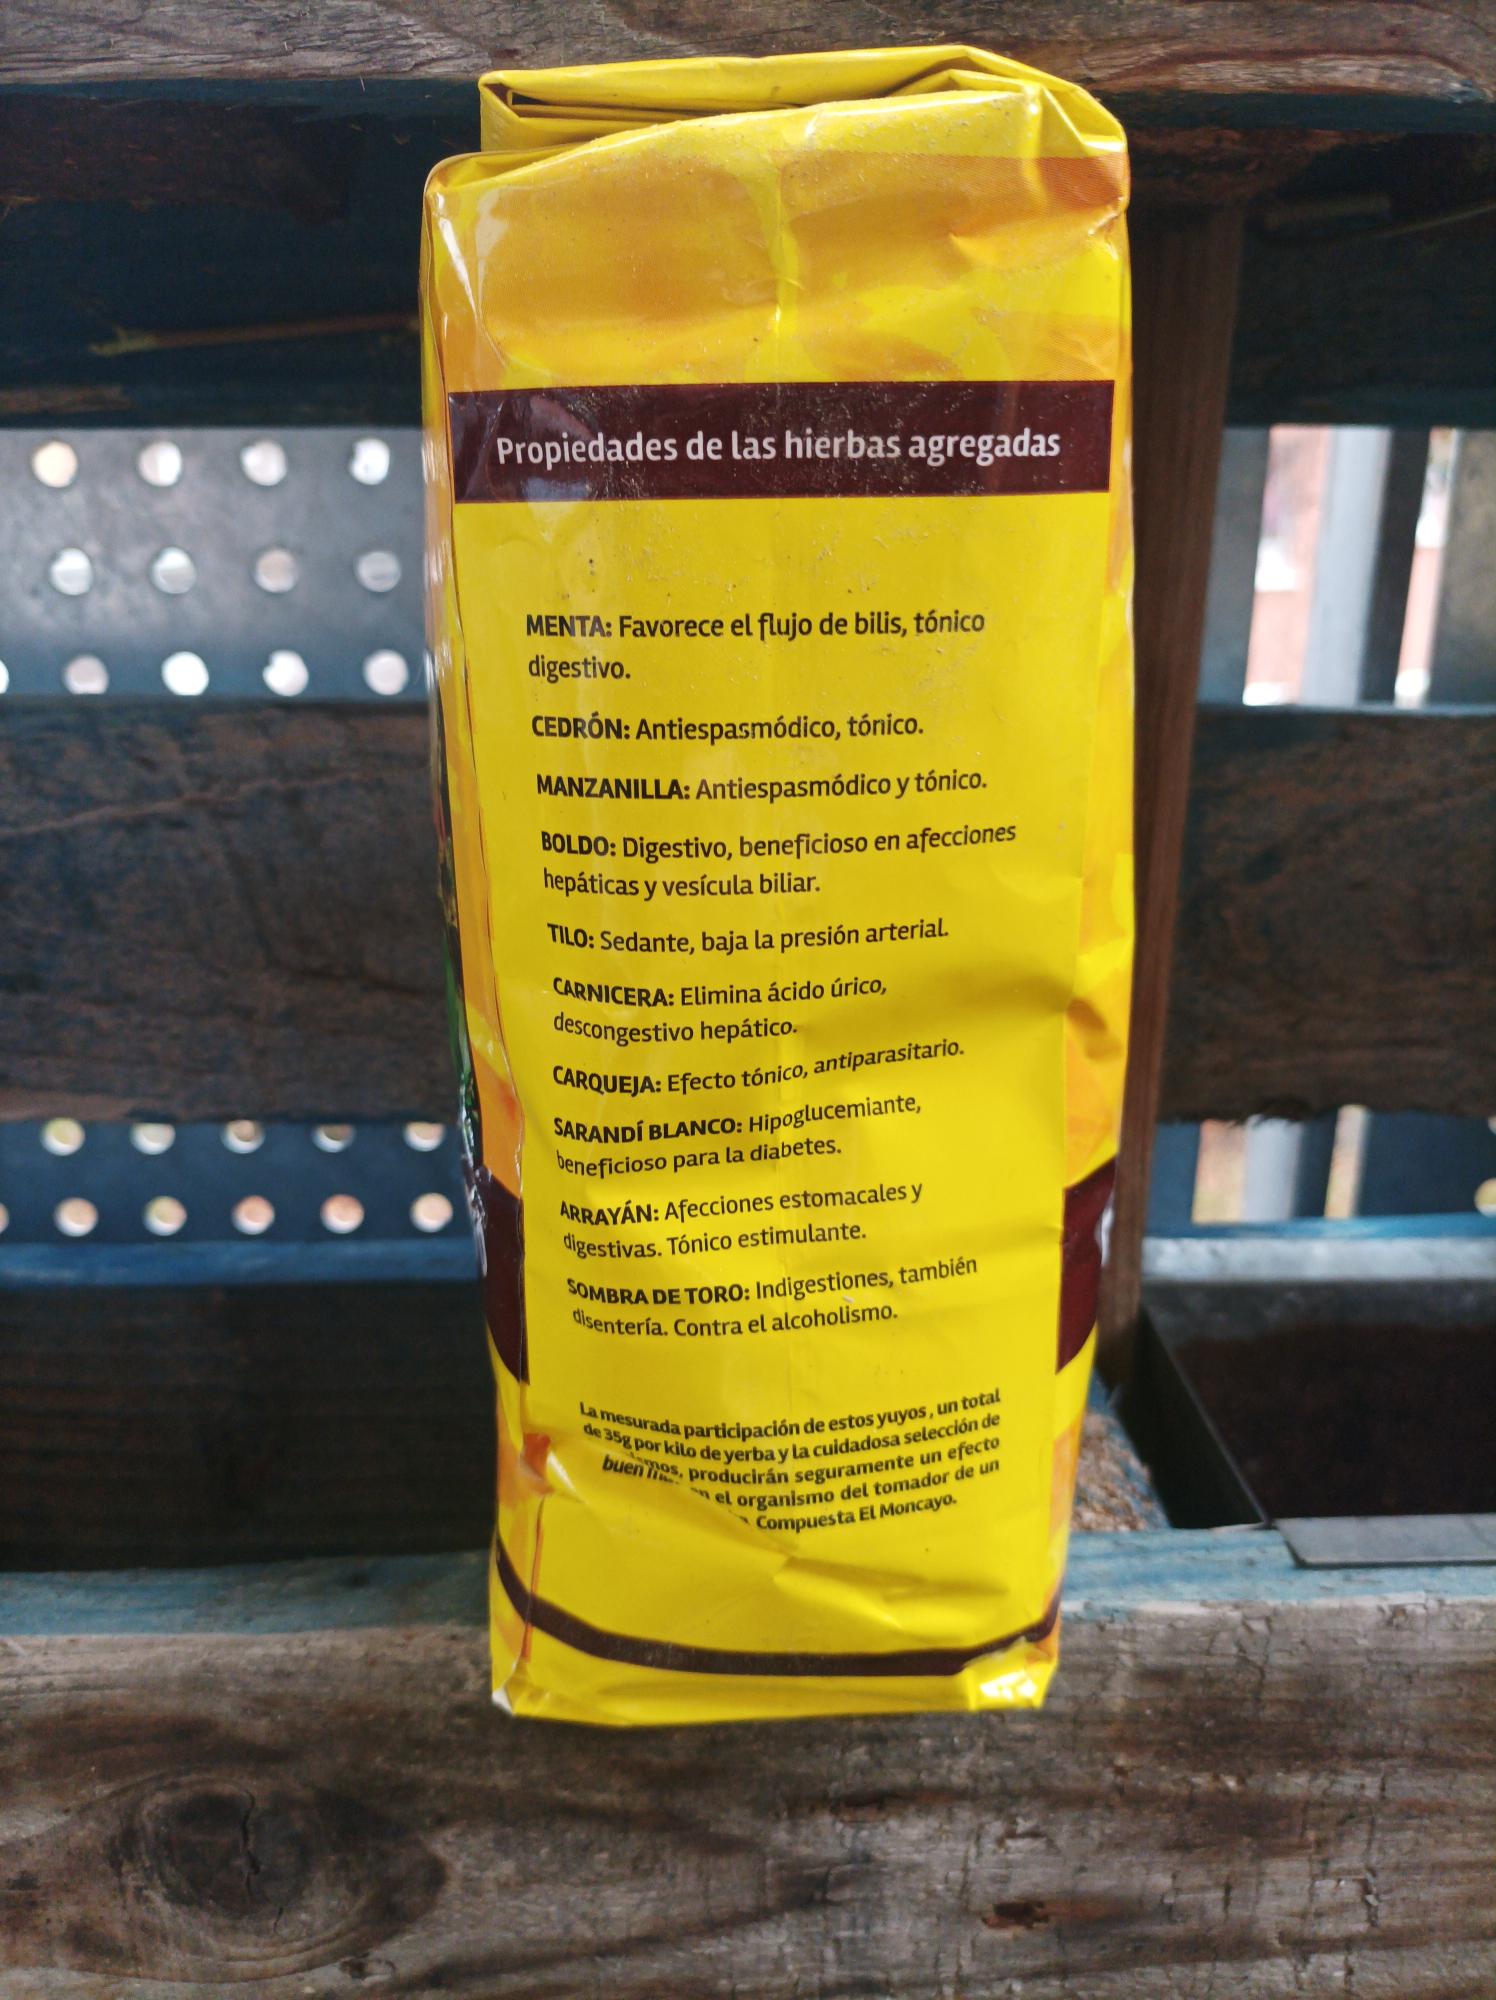 Propiedades de las hierbas agregadas
MENTA: Favorece el flujo de bilis, tónico
digestivo.
CEDRÓN: Antiespasmódico, tónico.
MANZANILLA: Antiespasmódico y tónico.
BOLDO: Digestivo, beneficioso en afecciones
hepáticas y vesícula biliar.
TILO: Sedante, baja la presión arterial.
CARNICERA: Elimina ácido úrico,
descongestivo hepático.
CARQUEJA: Efecto tónico, antiparasitario.
SARANDÍ BLANCO: Hipoglucemiante,
beneficioso para la diabetes.
ARRAYÁN: Afecciones estomacales y
digestivas. Tónico estimulante.
SOMBRA DE TORO: Indigestiones, también
disentería. Contra el alcoholismo.
La mesurada participación de estos yuyos, un total
de 35g por kilo de yerba y la cuidadosa selección de
producirán seguramente un efecto
el organismo del tomador de un
buen
Compuesta El Moncayo.